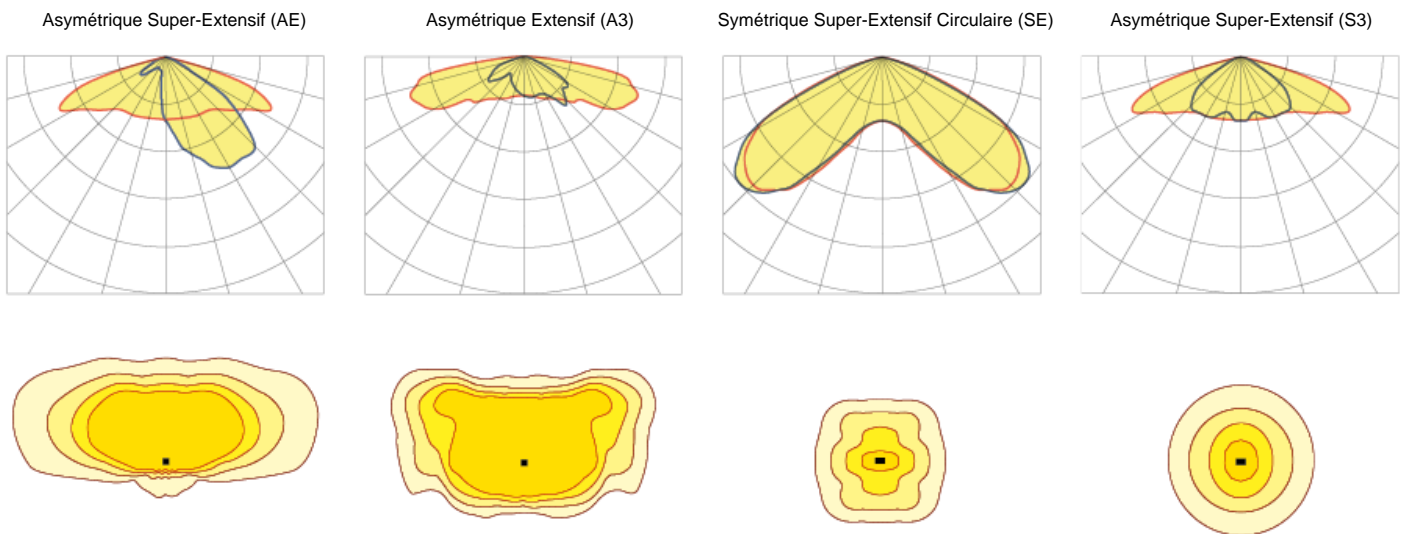 Asymétrique Super-Extensif (AE)
Asymétrique Extensif (A3)
Symétrique Super-Extensif Circulaire (SE)
Asymétrique Super-Extensif (S3)